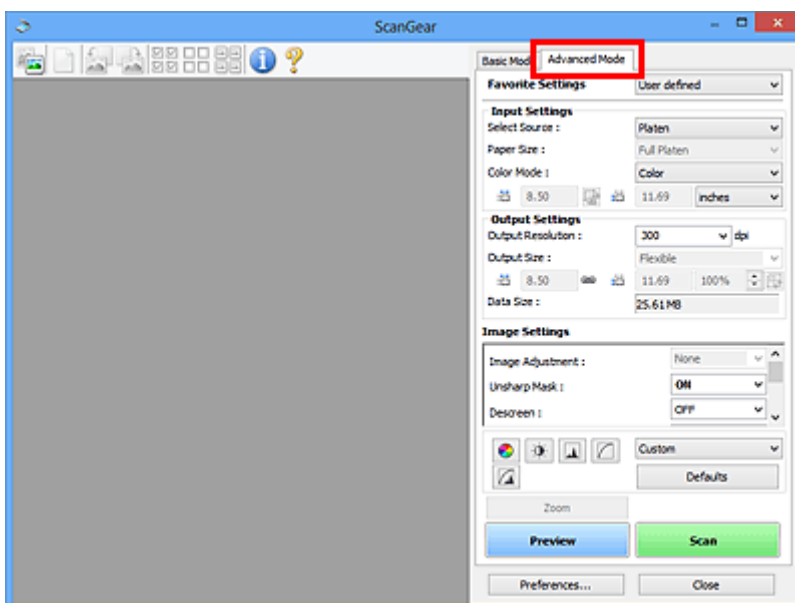 ScanGear
Basic Mode Advanced Mode
Favorite Settings User defined
Input Settings
Select Source : Platen
Paper Size : Full Platen
Color Mode : Color
8.50 11.69 inches
Output Settings
Output Resolution : 300 dpi
Output Size : Flexible
8.50 11.69 100%
Data Size : 25.61MB
Image Settings
Image Adjustment : None
Unsharp Mask : ON
Descreen : OFF
Custom
Defaults
Zoom
Preview Scan
Preferences... Close